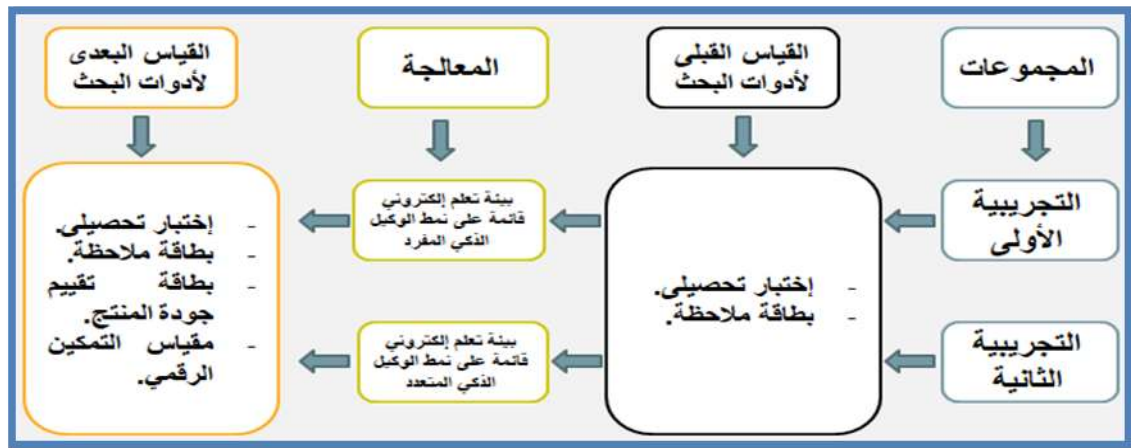 المجموعات
القياس القبلى
لأدوات البحث
المعالجة
القياس البعدى
لأدوات البحث
التجريبية
الأولى
التجريبية
الثانية
- إختبار تحصيلى.
- بطاقة ملاحظة.
بيئة تعلم إلكتروني
قائمة على نمط الوكيل
الذكي المفرد
بيئة تعلم إلكتروني
قائمة على نمط الوكيل
الذكي المتعدد
- إختبار تحصيلى.
- بطاقة ملاحظة.
- بطاقة تقييم
جودة المنتج.
- مقياس التمكين
الرقمي.